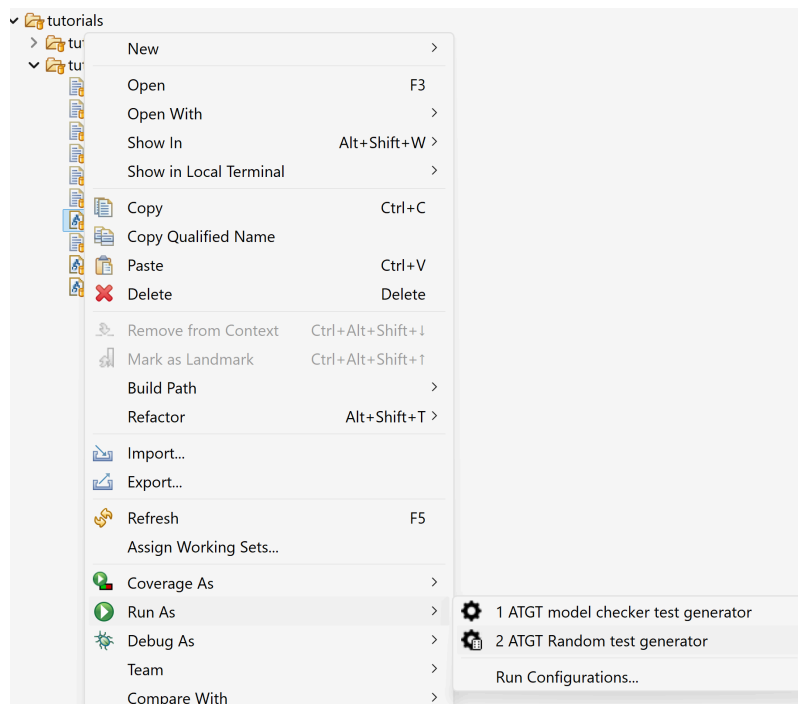 tutorials
tu
New
tu
Open F3
Open With
Show In Alt+Shift+W
Show in Local Terminal
Copy Ctrl+C
Copy Qualified Name
Paste Ctrl+V
Delete Delete
Remove from Context Ctrl+Alt+Shift+↓
Mark as Landmark Ctrl+Alt+Shift+↑
Build Path
Refactor Alt+Shift+T
Import...
Export...
Refresh F5
Assign Working Sets...
Coverage As
Run As
1 ATGT model checker test generator
Debug As
2 ATGT Random test generator
Team
Run Configurations...
Compare With